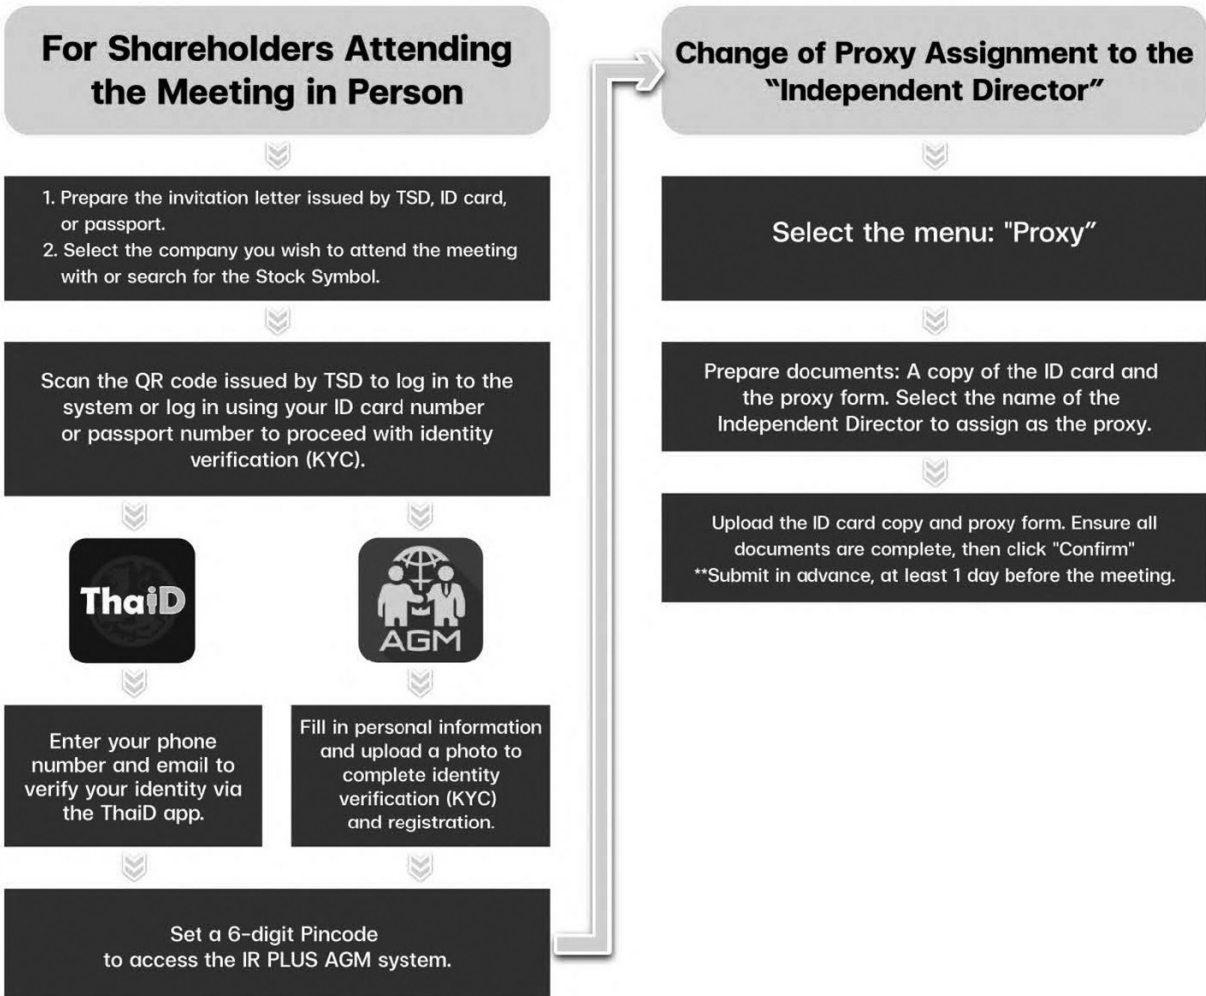 For Shareholders Attending
the Meeting in Person
1. Prepare the invitation letter issued by TSD, ID card,
or passport.
2. Select the company you wish to attend the meeting
with or search for the Stock Symbol.
Scan the QR code issued by TSD to log in to the
system or log in using your ID card number
or passport number to proceed with identity
verification (KYC).
ThaiD
AGM
Enter your phone
number and email to
verify your identity via
the ThaiD app.
Fill in personal information
and upload a photo to
complete identity
verification (KYC)
and registration.
Set a 6-digit Pincode
to access the IR PLUS AGM system.
Change of Proxy Assignment to the
“Independent Director”
Select the menu: "Proxy”
Prepare documents: A copy of the ID card and
the proxy form. Select the name of the
Independent Director to assign as the proxy.
Upload the ID card copy and proxy form. Ensure all
documents are complete, then click "Confirm"
**Submit in advance, at least 1 day before the meeting.